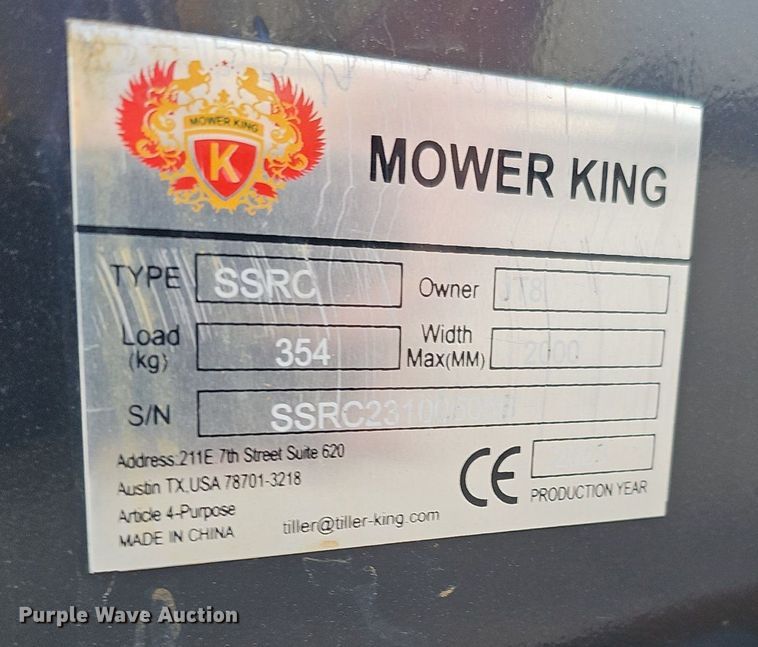 MOWER KING
K
MOWER KING
TYPE SSRC Owner
Load (kg) 354 Width Max(MM) 2000
S/N
Address:211E 7th Street Suite 620
Austin TX,USA 78701-3218
Article 4-Purpose
MADE IN CHINA
tiller@tiller-king.com
CE
PRODUCTION YEAR
Purple Wave Auction